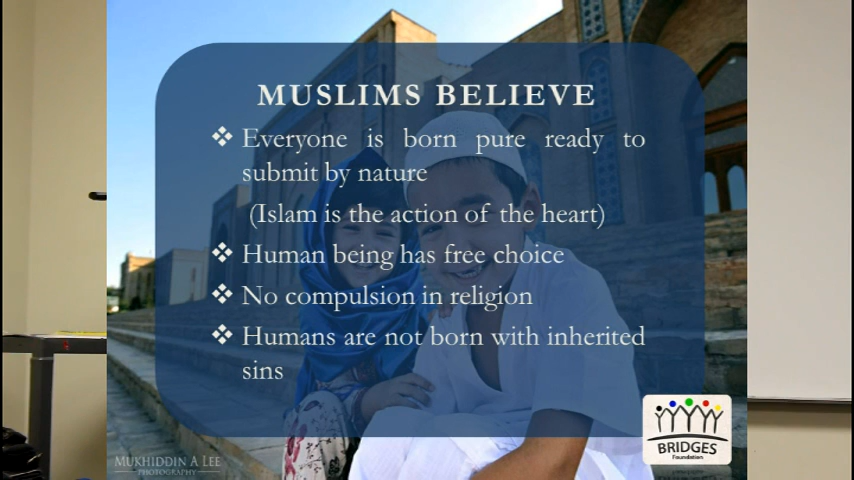 MUSLIMS BELIEVE
❖ Everyone is born pure ready to
submit by nature
(Islam is the action of the heart)
❖ Human being has free choice
❖ No compulsion in religion
❖ Humans are not born with inherited
sins
BRIDGES
Foundation
MUKHIDDIN A LEE
PHOTOGRAPHY